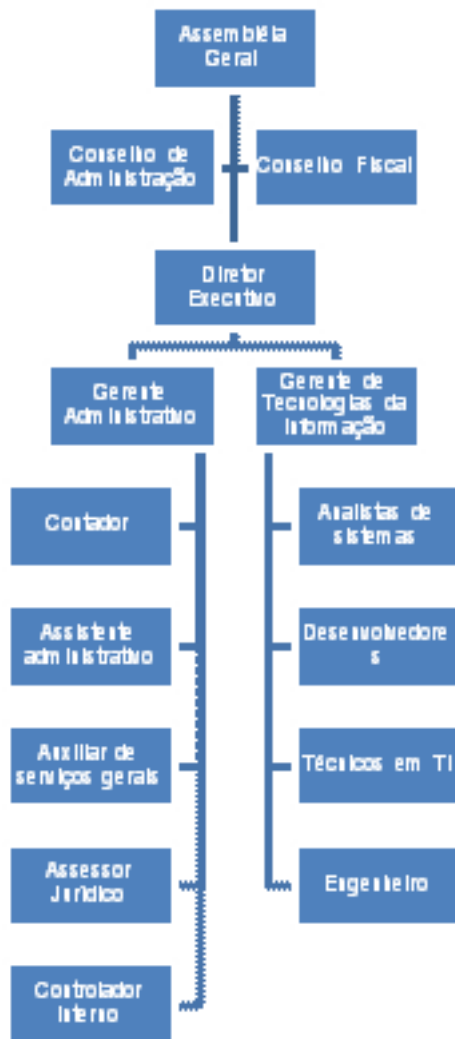 Assembléia
Geral
Conselho de
Administração
Conselho Fiscal
Diretor
Executivo
Gerente
Administrativo
Gerente de
Tecnologias da
Informação
Contador
Analistas de
sistemas
Assistente
administrativo
Desenvolvedore
s
Auxiliar de
serviços gerais
Técnicos em TI
Assessor
Jurídico
Engenheiro
Controlador
Interno